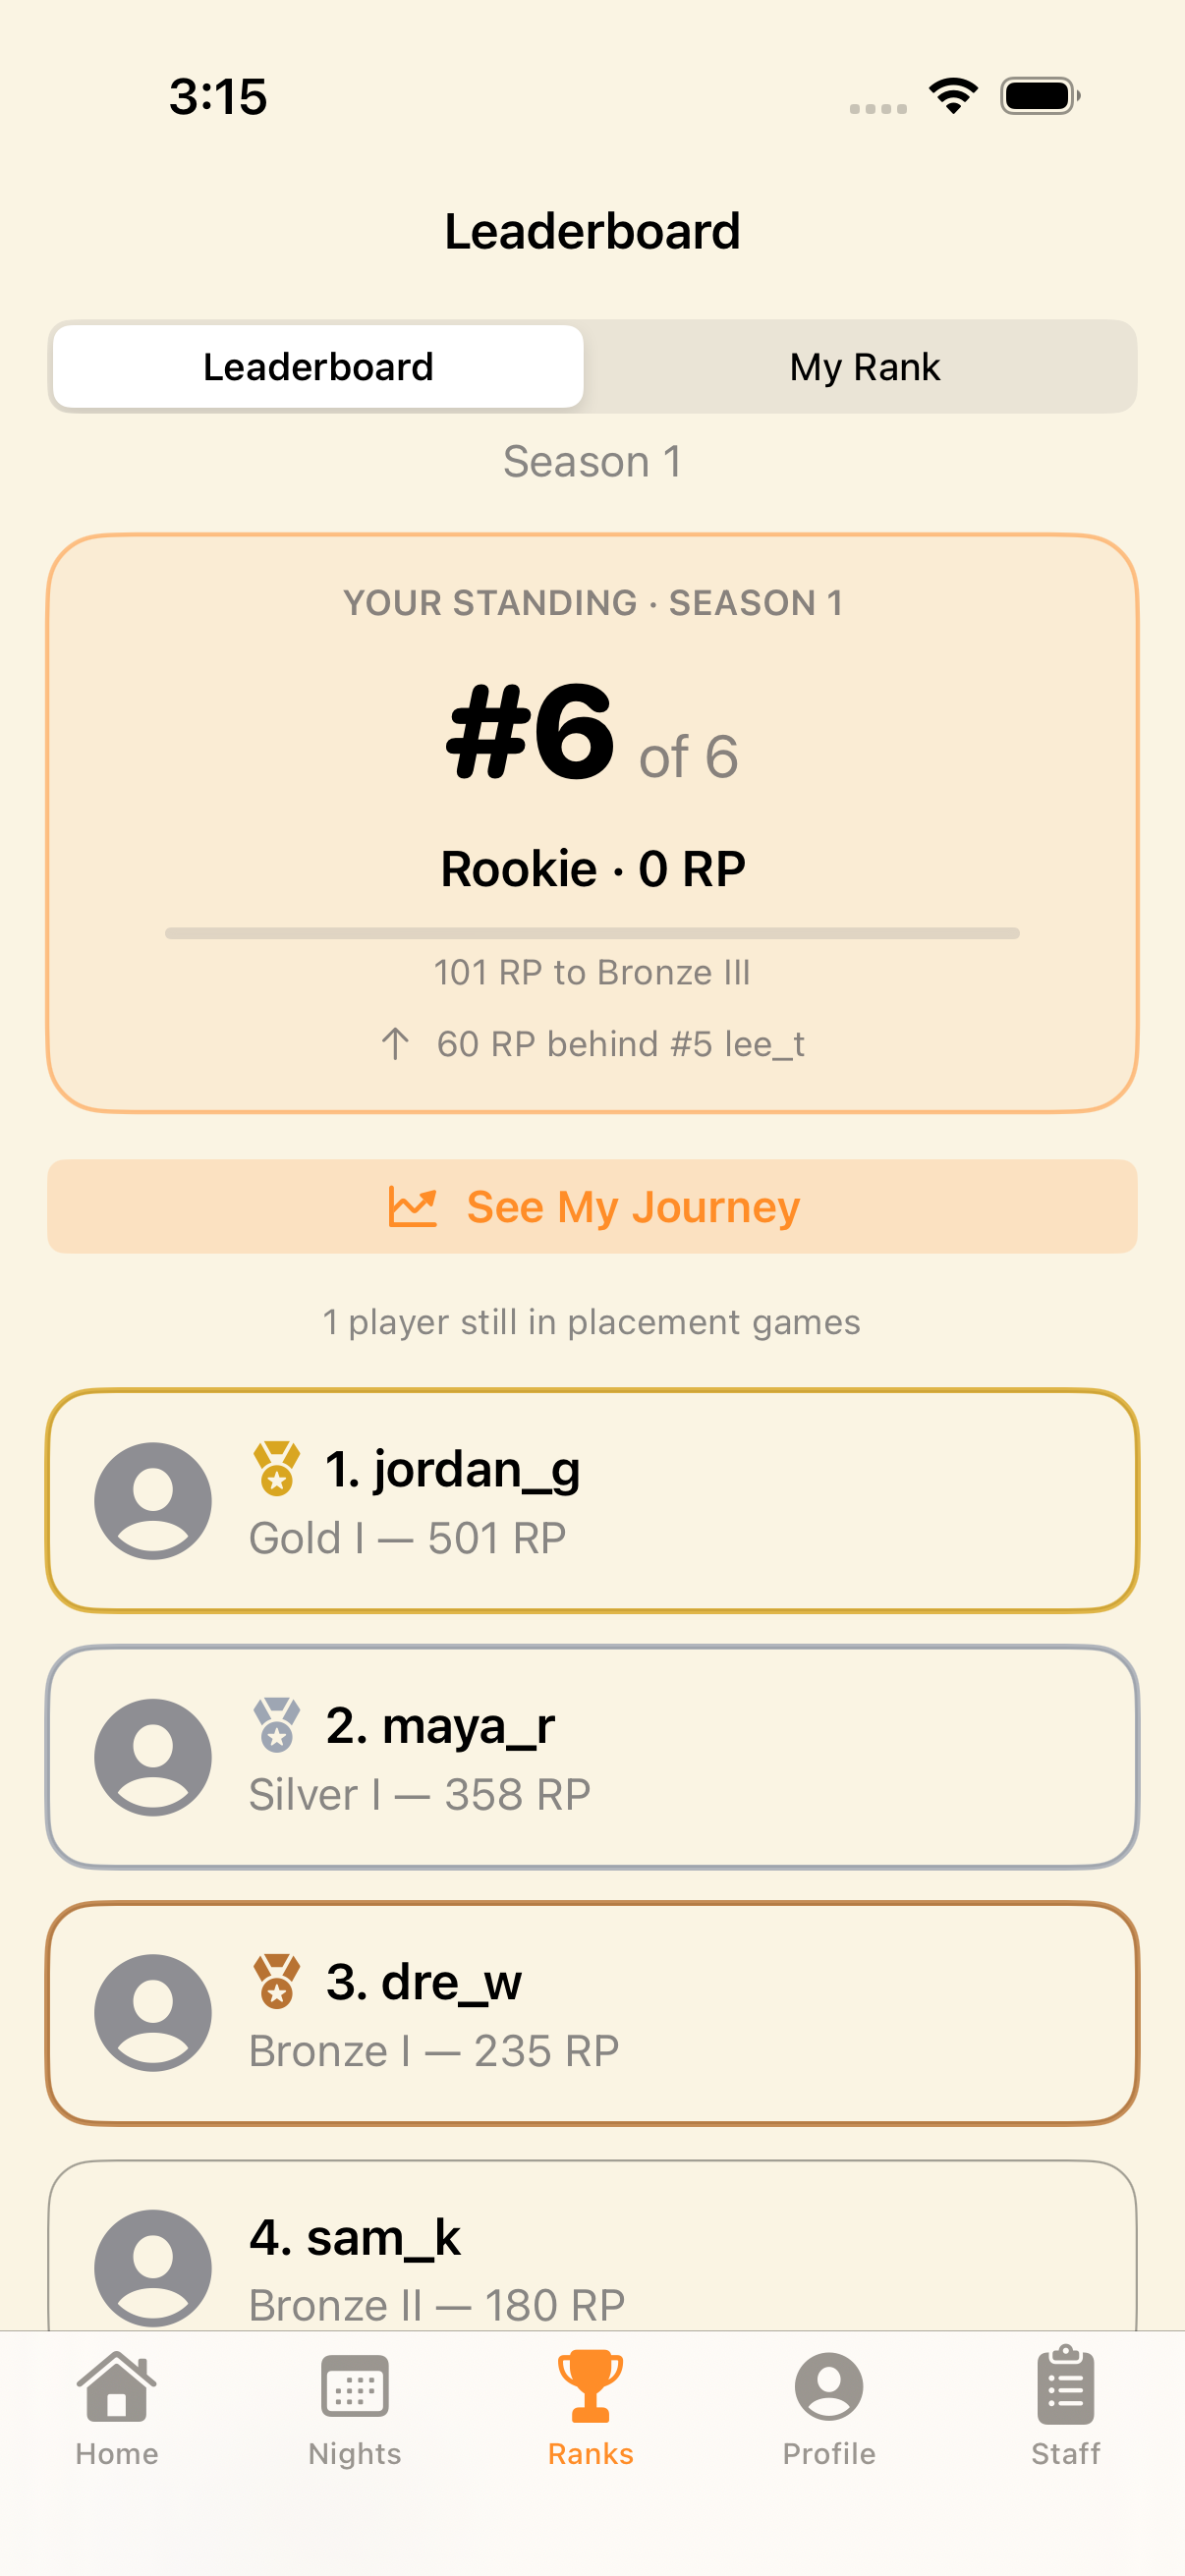 3:15
Leaderboard
Leaderboard
My Rank
Season 1
YOUR STANDING · SEASON 1
#6 of 6
Rookie · 0 RP
101 RP to Bronze III
↑ 60 RP behind #5 lee_t
See My Journey
1 player still in placement games
1. jordan_g
Gold I — 501 RP
2. maya_r
Silver I — 358 RP
3. dre_w
Bronze I — 235 RP
4. sam_k
Bronze II — 180 RP
Home
Nights
Ranks
Profile
Staff